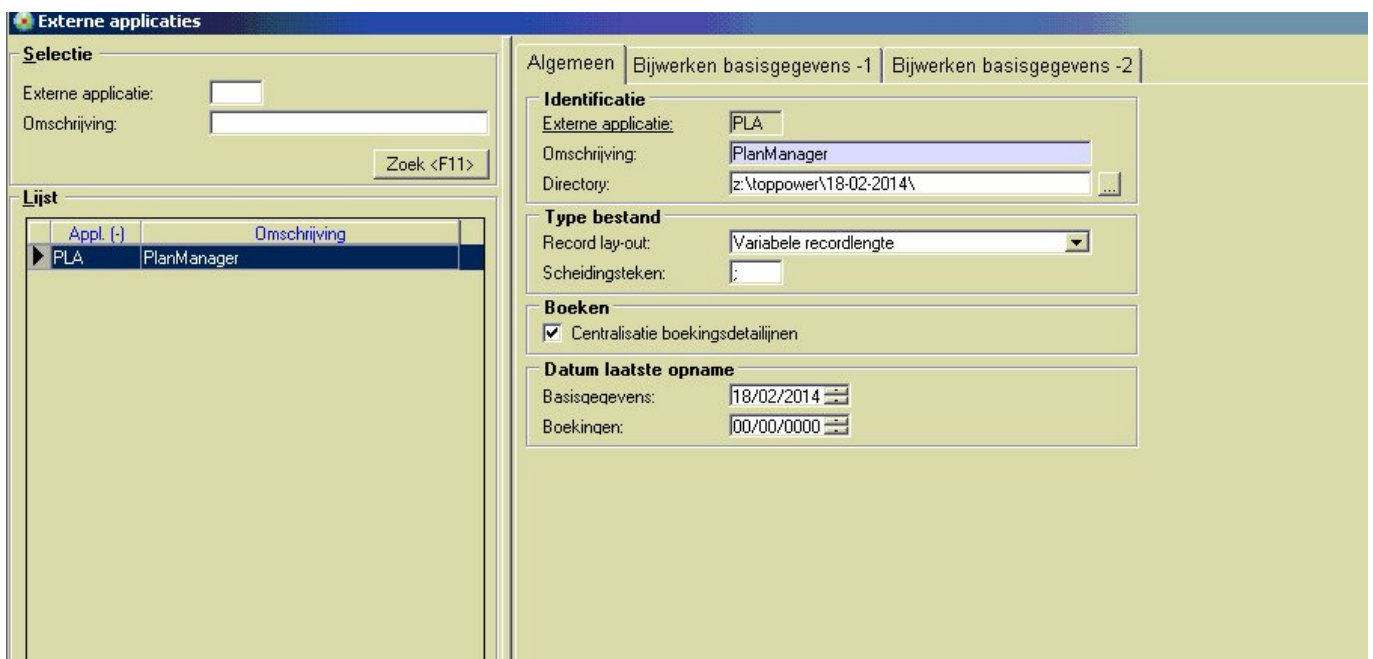 Externe applicaties
Selectie
Externe applicatie:
Omschrijving:
Zoek <F11>
Lijst
Appl. (-) Omschrijving
PLA PlanManager
Algemeen Bijwerken basisgegevens -1 Bijwerken basisgegevens -2
Identificatie
Externe applicatie: PLA
Omschrijving: PlanManager
Directory: z:\toppower\18-02-2014\ ...
Type bestand
Record lay-out: Variabele recordlengte
Scheidingsteken: ;
Boeken
Centralisatie boekingsdetaillijnen
Datum laatste opname
Basisgegevens: 18/02/2014
Boekingen: 00/00/0000